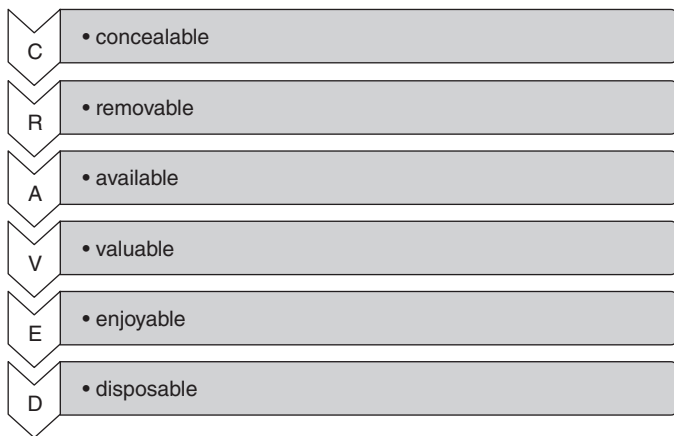 C • concealable
R • removable
A • available
V • valuable
E • enjoyable
D • disposable